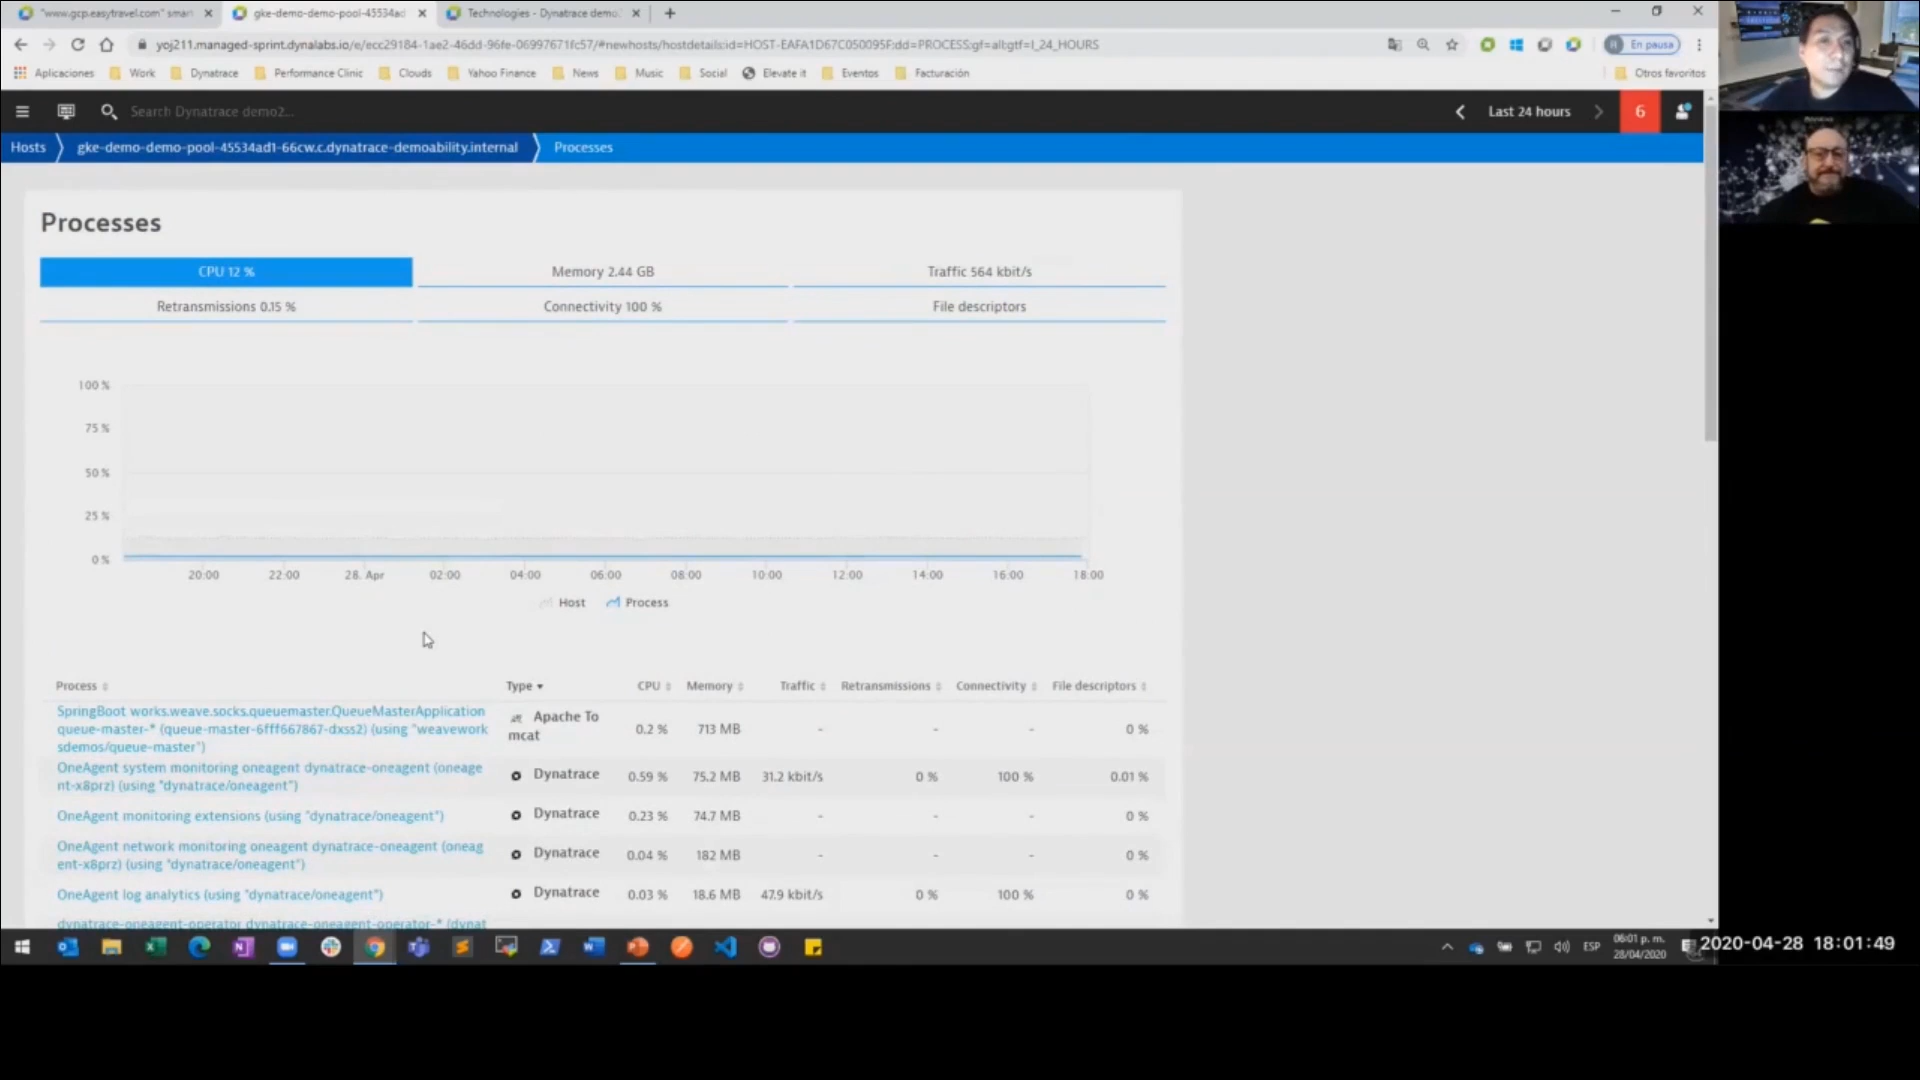 "www.gcp.easytravel.com" smar
gke-demo-demo-pool-45534ad
Technologies - Dynatrace demo
yoj211.managed-sprint.dynalabs.io/e/ecc29184-1ae2-46dd-96fe-06997671fc57/#newhosts/hostdetails;id=HOST-EAFA1D67C050095F;dd=PROCESS;gf=all;gtf=l_24_HOURS
En pausa
Aplicaciones Work Dynatrace Performance Clinic Clouds Yahoo Finance News Music Social Elevate it Eventos Facturación Otros favoritos
Search Dynatrace demo2...
Last 24 hours
6
Hosts gke-demo-demo-pool-45534ad1-66cw.c.dynatrace-demoability.internal Processes
Processes
CPU 12 % Memory 2.44 GB Traffic 564 kbit/s
Retransmissions 0.15 % Connectivity 100 % File descriptors
100 %
75 %
50 %
25 %
0 %
20:00 22:00 28. Apr 02:00 04:00 06:00 08:00 10:00 12:00 14:00 16:00 18:00
Host Process
Process Type CPU Memory Traffic Retransmissions Connectivity File descriptors
SpringBoot works.weave.socks.queuemaster.QueueMasterApplication
queue-master-* (queue-master-6fff667867-dxss2) (using "weavework
sdemos/queue-master")
Apache To
mcat
0.2 % 713 MB - - - 0 %
OneAgent system monitoring oneagent dynatrace-oneagent (oneage
nt-x8prz) (using "dynatrace/oneagent")
Dynatrace 0.59 % 75.2 MB 31.2 kbit/s 0 % 100 % 0.01 %
OneAgent monitoring extensions (using "dynatrace/oneagent")
Dynatrace 0.23 % 74.7 MB - - - 0 %
OneAgent network monitoring oneagent dynatrace-oneagent (oneag
ent-x8prz) (using "dynatrace/oneagent")
Dynatrace 0.04 % 182 MB - - - 0 %
OneAgent log analytics (using "dynatrace/oneagent")
Dynatrace 0.03 % 18.6 MB 47.9 kbit/s 0 % 100 % 0 %
dynatrace-oneagent-operator dynatrace-oneagent-operator-* (dynat
ESP
06:01 p. m.
28/04/2020
2020-04-28 18:01:49